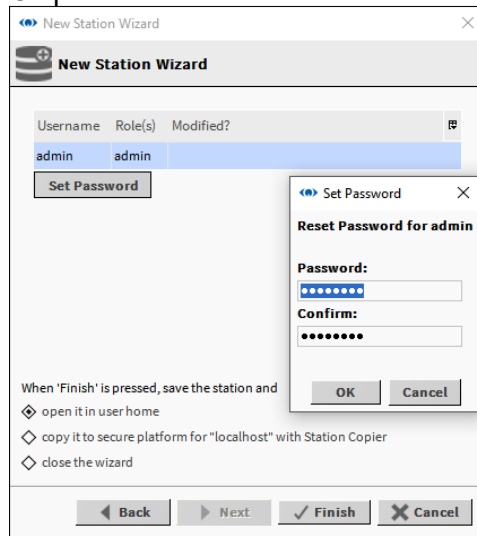 New Station Wizard
New Station Wizard
Username Role(s) Modified?
admin admin
Set Password
Set Password
Reset Password for admin
Password:
••••••••
Confirm:
••••••••
OK Cancel
When 'Finish' is pressed, save the station and
open it in user home
copy it to secure platform for "localhost" with Station Copier
close the wizard
Back Next Finish Cancel